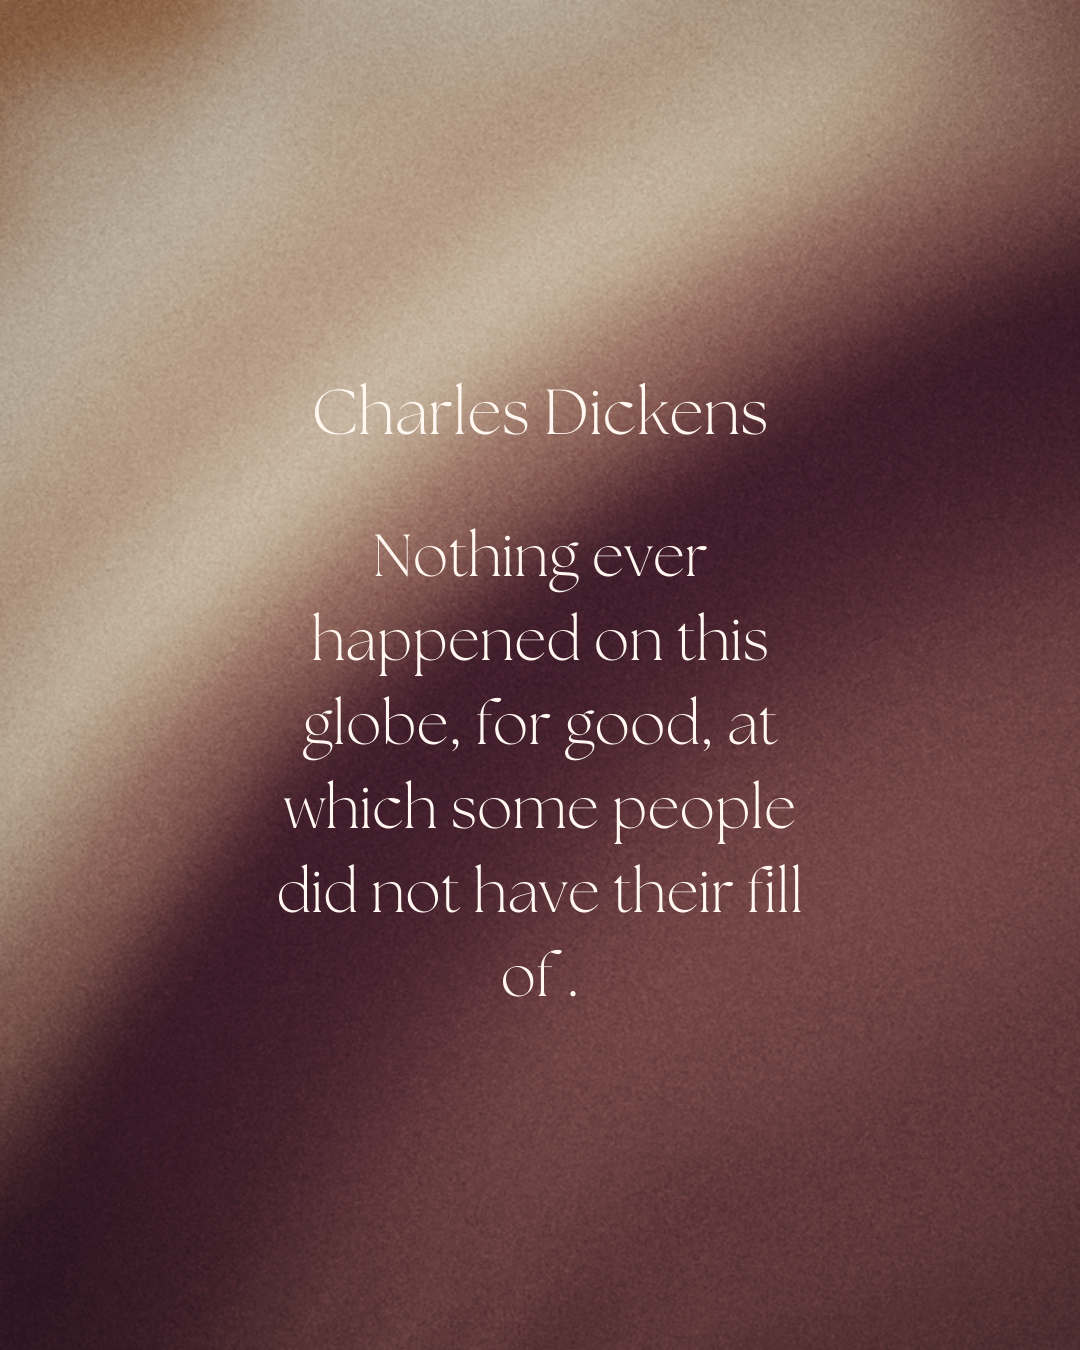 Charles Dickens
Nothing ever
happened on this
globe, for good, at
which some people
did not have their fill
of .